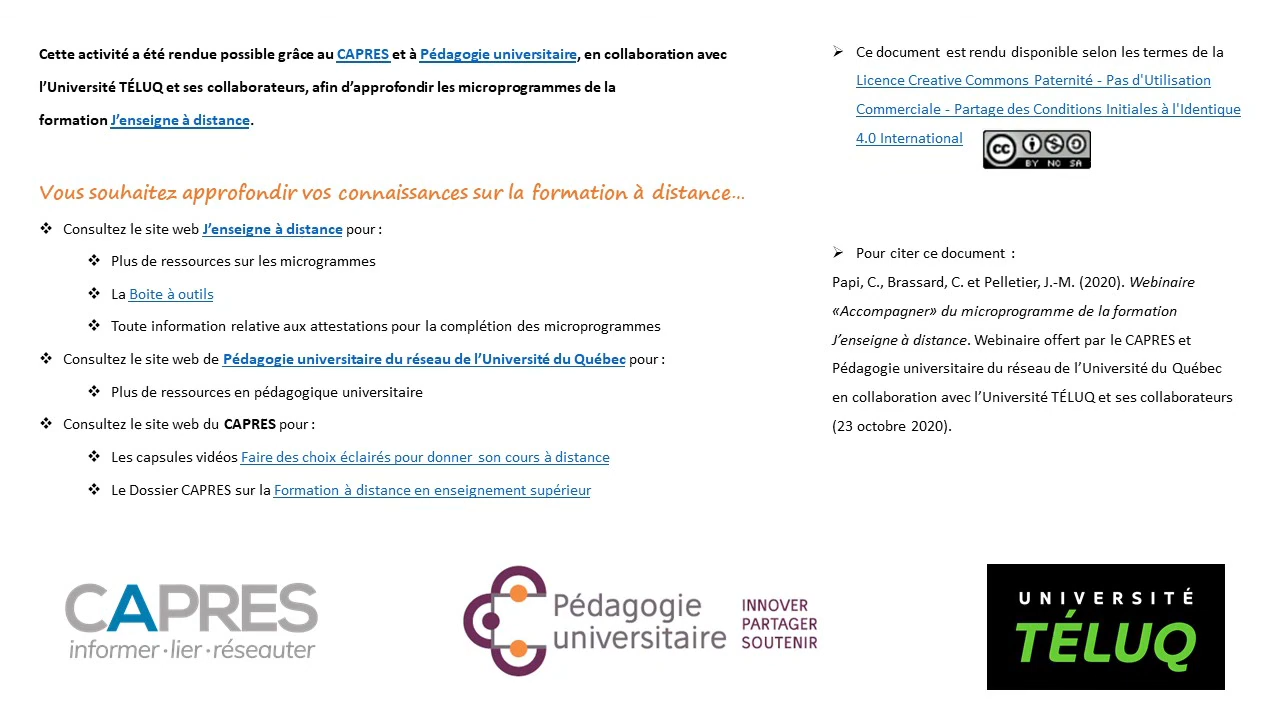 Cette activité a été rendue possible grâce au CAPRES et à Pédagogie universitaire, en collaboration avec
l'Université TÉLUQ et ses collaborateurs, afin d'approfondir les microprogrammes de la
formation J'enseigne à distance.
Vous souhaitez approfondir vos connaissances sur la formation à distance...
❖ Consultez le site web J'enseigne à distance pour :
❖ Plus de ressources sur les microgrammes
❖ La Boite à outils
❖ Toute information relative aux attestations pour la complétion des microprogrammes
❖ Consultez le site web de Pédagogie universitaire du réseau de l'Université du Québec pour :
❖ Plus de ressources en pédagogique universitaire
❖ Consultez le site web du CAPRES pour :
❖ Les capsules vidéos Faire des choix éclairés pour donner son cours à distance
❖ Le Dossier CAPRES sur la Formation à distance en enseignement supérieur
➢ Ce document est rendu disponible selon les termes de la
Licence Creative Commons Paternité - Pas d'Utilisation
Commerciale - Partage des Conditions Initiales à l'Identique
4.0 International
cc
BY NC SA
➢ Pour citer ce document :
Papi, C., Brassard, C. et Pelletier, J.-M. (2020). Webinaire
«Accompagner» du microprogramme de la formation
J'enseigne à distance. Webinaire offert par le CAPRES et
Pédagogie universitaire du réseau de l'Université du Québec
en collaboration avec l'Université TÉLUQ et ses collaborateurs
(23 octobre 2020).
CAPRES
informer · lier · réseauter
Pédagogie
universitaire
INNOVER
PARTAGER
SOUTENIR
UNIVERSITÉ
TÉLUQ